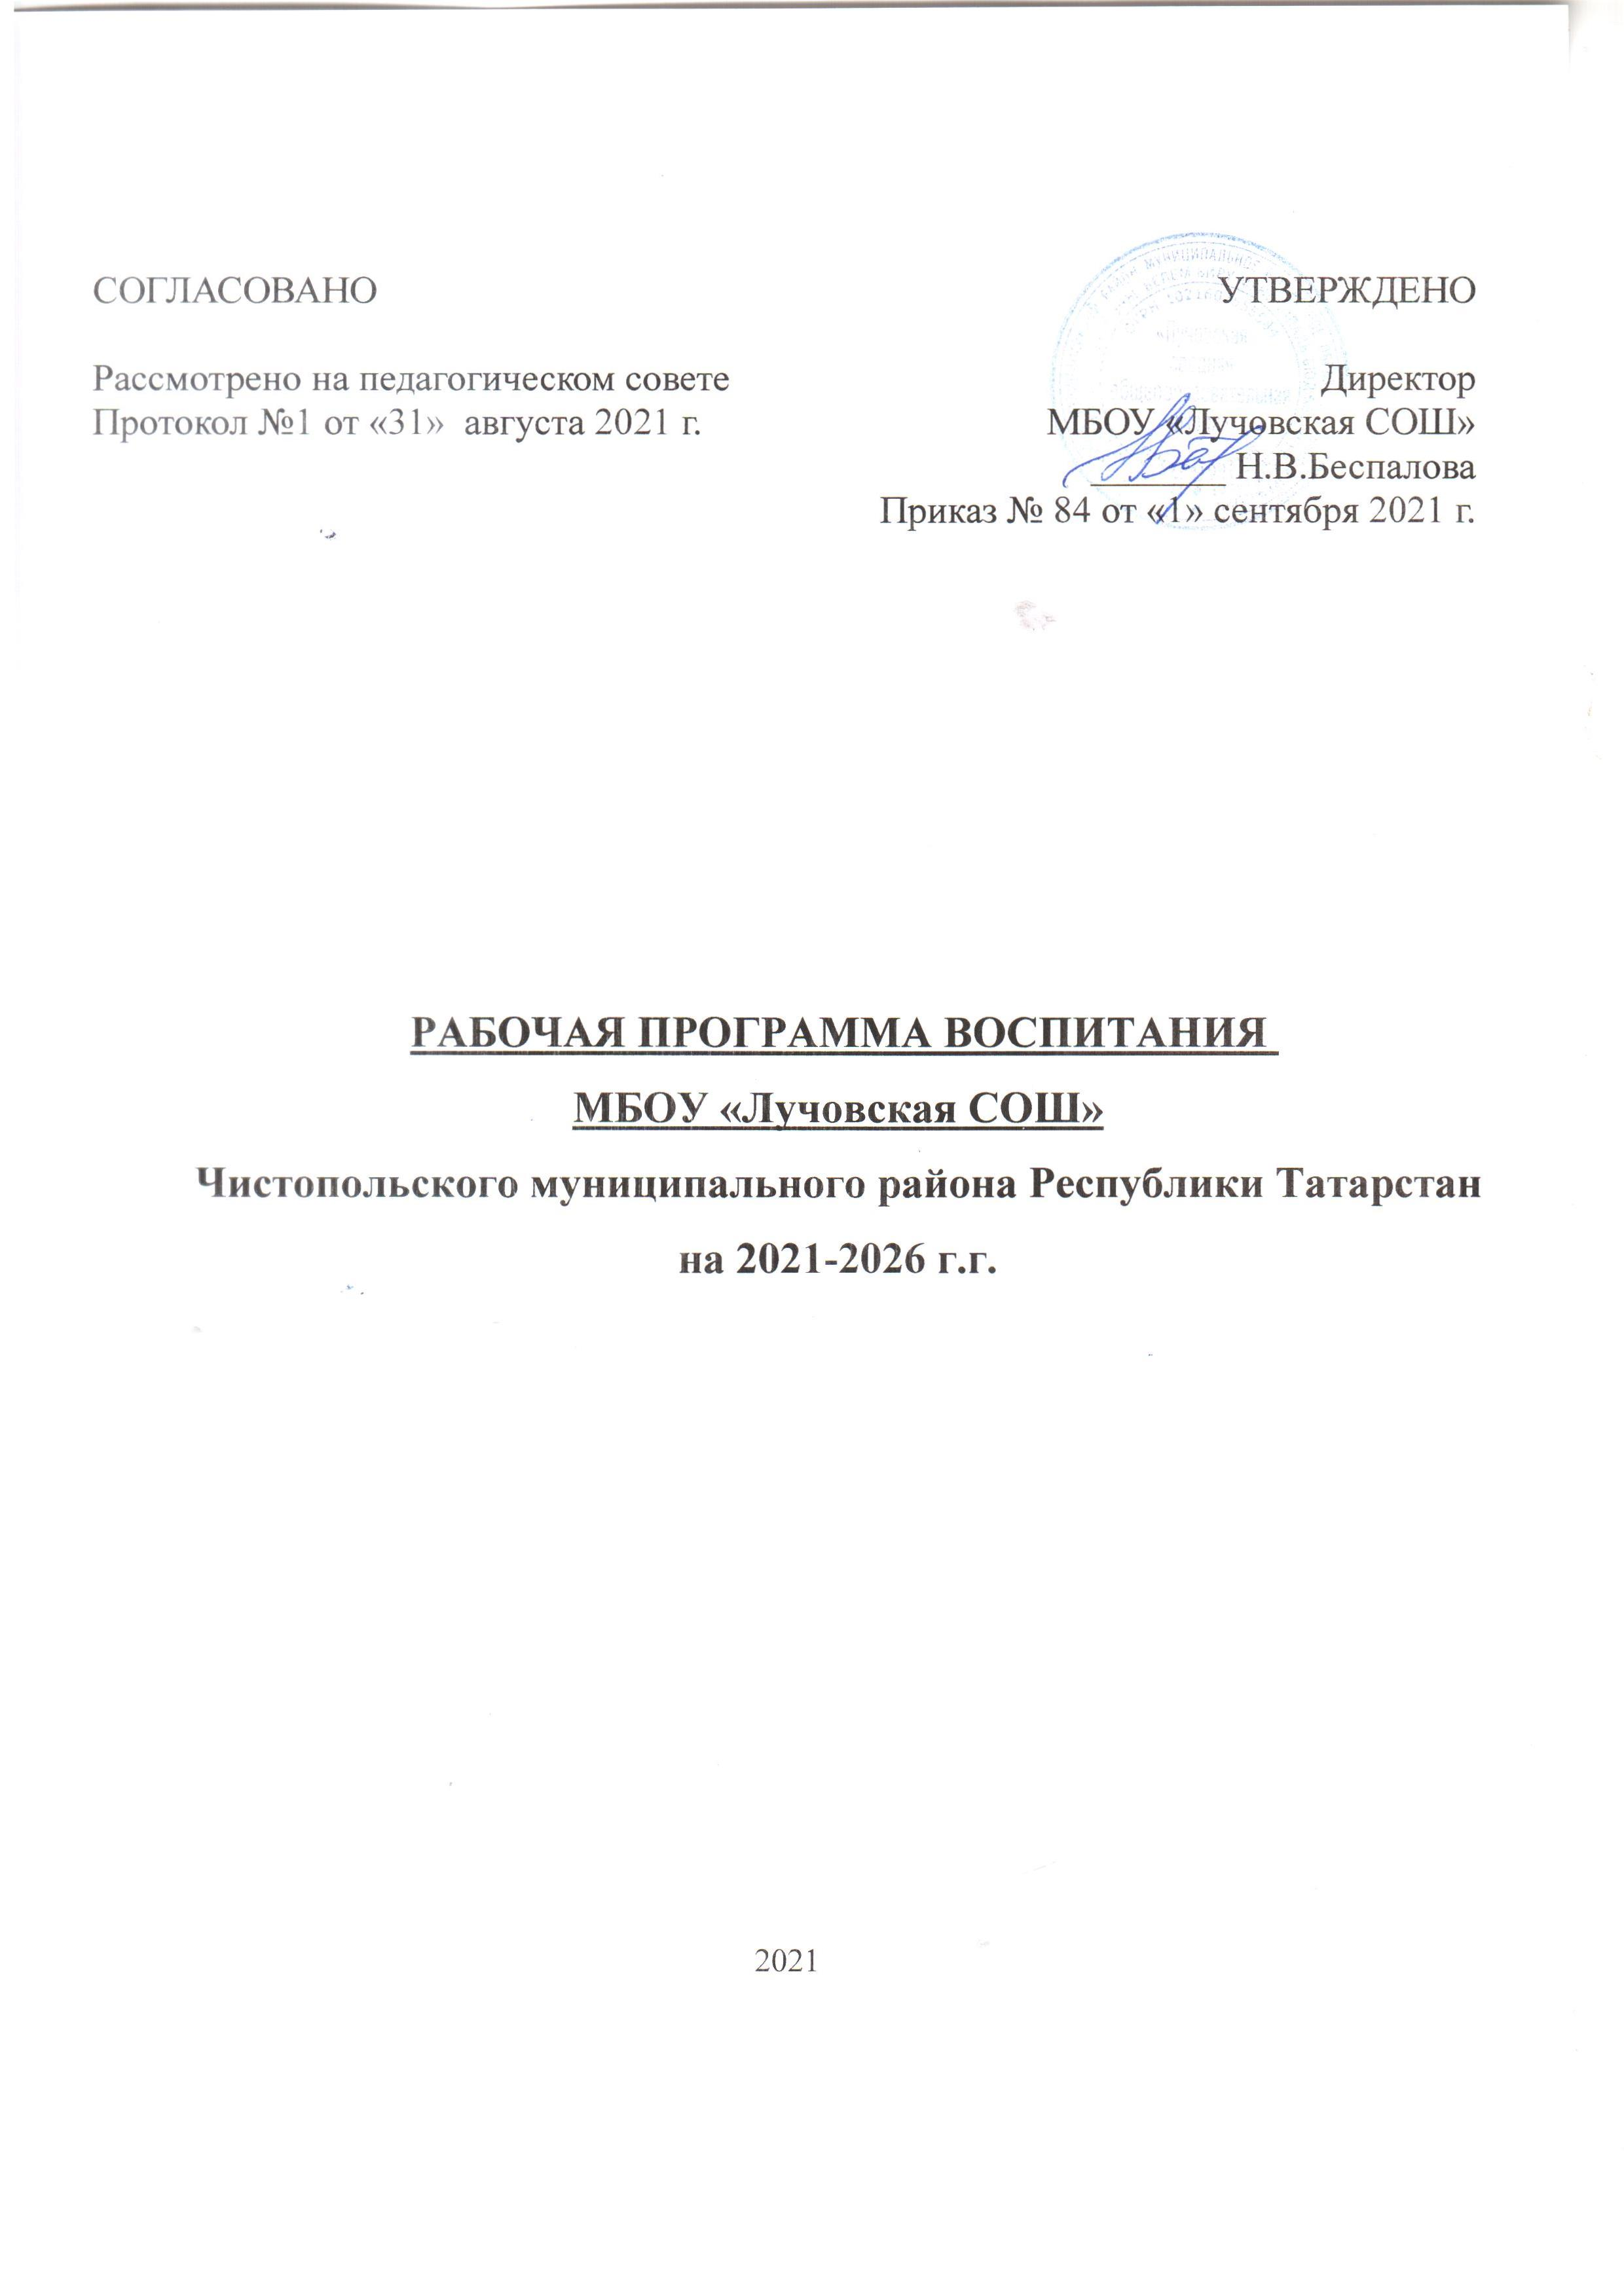 СОГЛАСОВАНО
Рассмотрено на педагогическом совете
Протокол №1 от «31» августа 2021 г.
УТВЕРЖДЕНО
Директор
МБОУ «Лучовская СОШ»
________ Н.В.Беспалова
Приказ № 84 от «1» сентября 2021 г.
МУНИЦИПАЛЬНОЕ
РАБОЧАЯ ПРОГРАММА ВОСПИТАНИЯ
МБОУ «Лучовская СОШ»
Чистопольского муниципального района Республики Татарстан
на 2021-2026 г.г.
2021